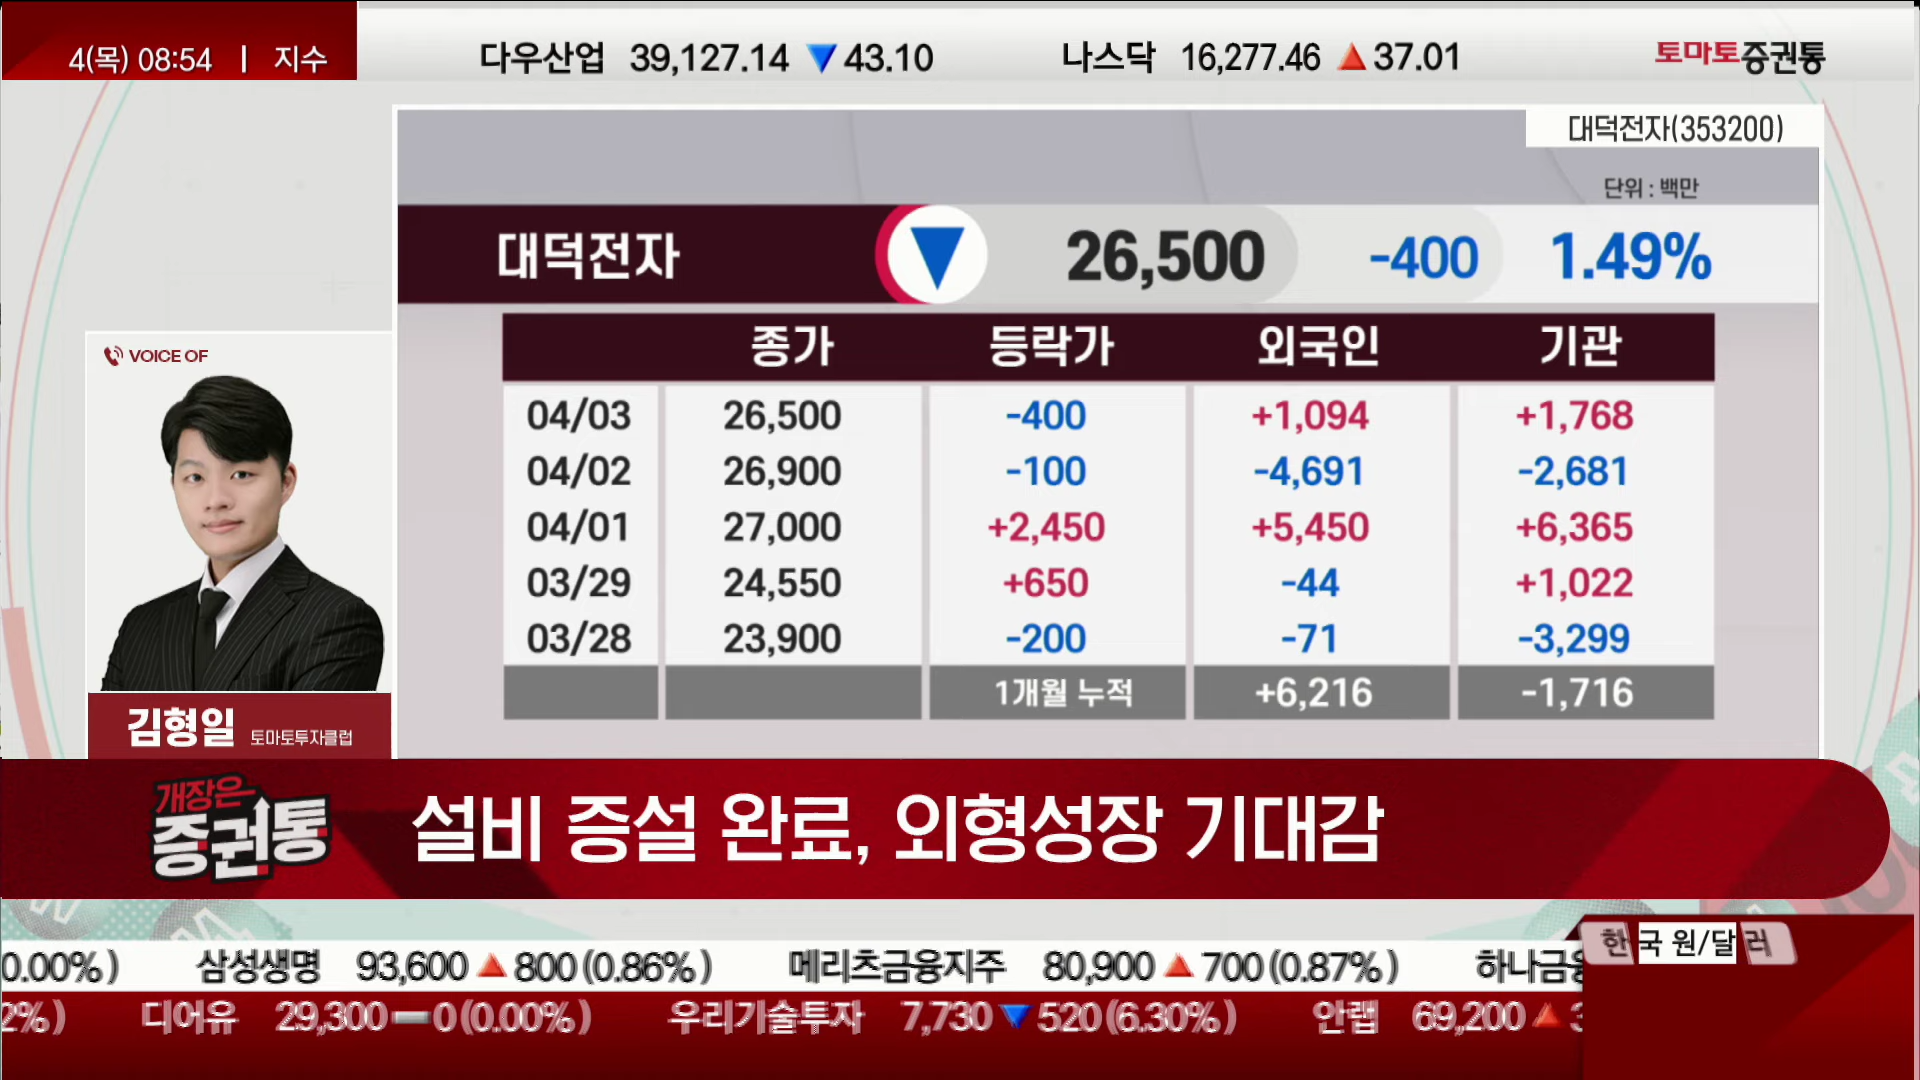 4(목) 08:54 | 지수
다우산업 39,127.14 ▼ 43.10 나스닥 16,277.46 ▲ 37.01
토마토증권통
대덕전자(353200)
단위 : 백만
대덕전자 ▼ 26,500 -400 1.49%
종가 등락가 외국인 기관
04/03 26,500 -400 +1,094 +1,768
04/02 26,900 -100 -4,691 -2,681
04/01 27,000 +2,450 +5,450 +6,365
03/29 24,550 +650 -44 +1,022
03/28 23,900 -200 -71 -3,299
1개월 누적 +6,216 -1,716
VOICE OF
김형일 토마토투자클럽
개장은
증권통
설비 증설 완료, 외형성장 기대감
0.00%) 삼성생명 93,600 ▲ 800 (0.86%) 메리츠금융지주 80,900 ▲ 700 (0.87%) 하나금융
한국 원/달러
2%) 디어유 29,300 0 (0.00%) 우리기술투자 7,730 ▼ 520 (6.30%) 안랩 69,200 ▲